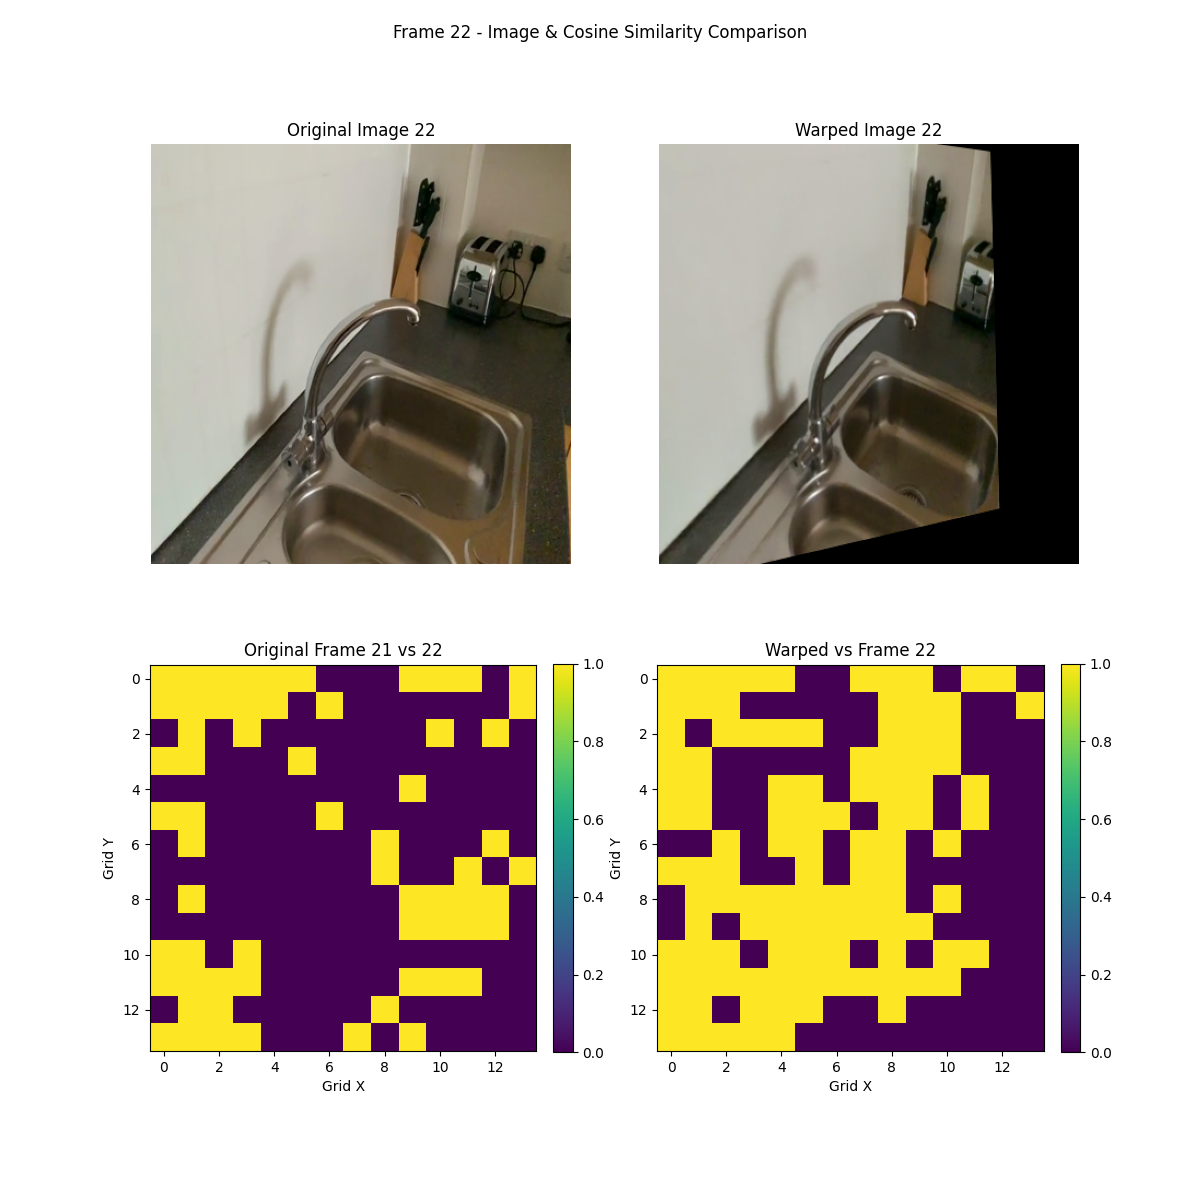 Frame 22 - Image & Cosine Similarity Comparison
Original Image 22
Warped Image 22
Original Frame 21 vs 22
Warped vs Frame 22
0
2
4
6
8
10
12
Grid Y
0 2 4 6 8 10 12
Grid X
1.0
0.8
0.6
0.4
0.2
0.0
0
2
4
6
8
10
12
Grid Y
0 2 4 6 8 10 12
Grid X
1.0
0.8
0.6
0.4
0.2
0.0